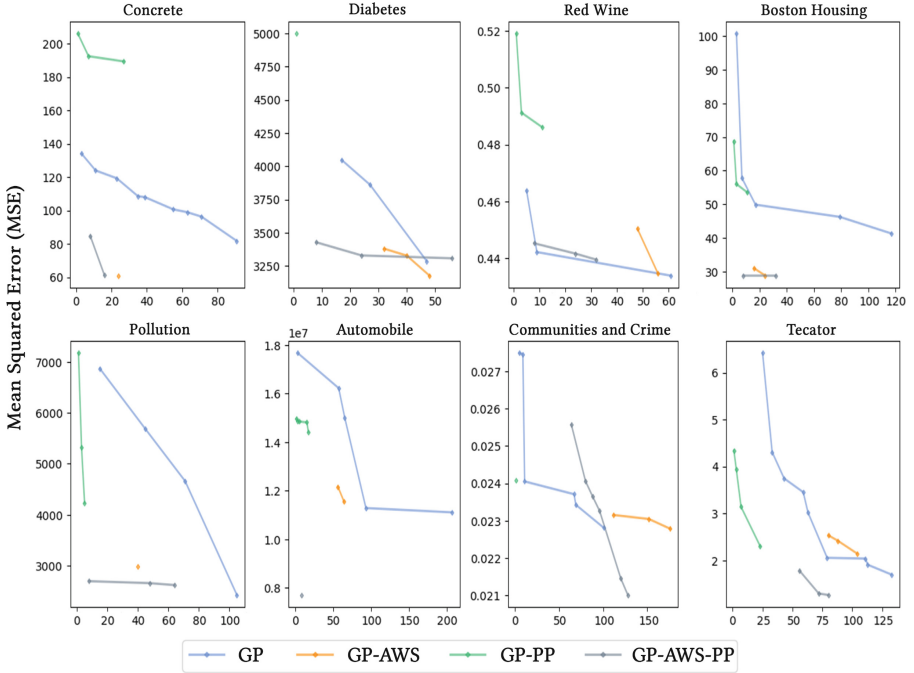 Concrete
Diabetes
Red Wine
Boston Housing
200
180
160
140
120
100
80
60
0 20 40 60 80
5000
4750
4500
4250
4000
3750
3500
3250
0 10 20 30 40 50
0.52
0.50
0.48
0.46
0.44
0 10 20 30 40 50 60
100
90
80
70
60
50
40
30
0 20 40 60 80 100 120
Mean Squared Error (MSE)
Pollution
Automobile
Communities and Crime
Tecator
7000
6000
5000
4000
3000
0 20 40 60 80 100
1e7
1.8
1.6
1.4
1.2
1.0
0.8
0 50 100 150 200
0.027
0.026
0.025
0.024
0.023
0.022
0.021
0 50 100 150
6
5
4
3
2
0 25 50 75 100 125
GP GP-AWS GP-PP GP-AWS-PP